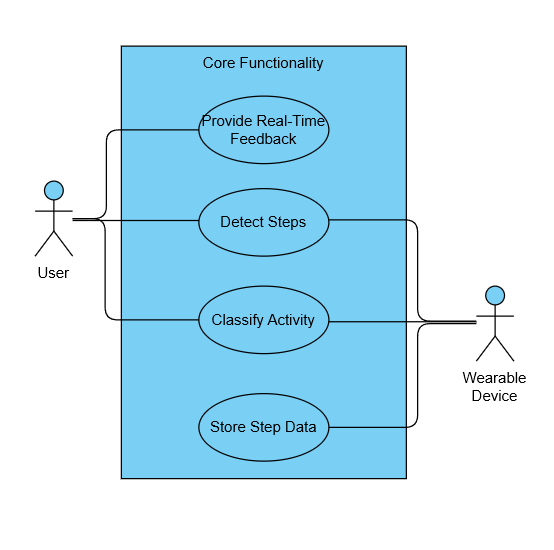 Core Functionality
Provide Real-Time
Feedback
Detect Steps
User
Classify Activity
Wearable
Device
Store Step Data